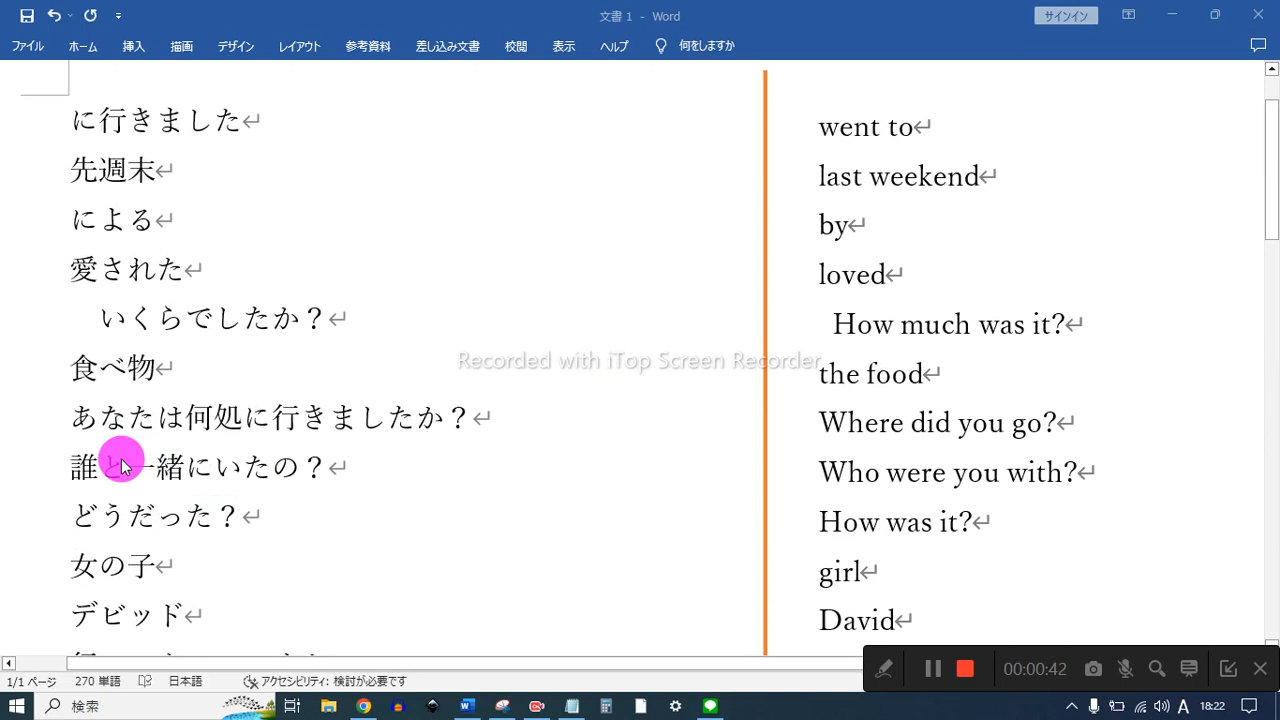 文書 1 - Word
サインイン
ファイル ホーム 挿入 描画 デザイン レイアウト 参考資料 差し込み文書 校閲 表示 ヘルプ 何をしますか
に行きました
先週末
による
愛された
いくらでしたか？
食べ物
あなたは何処に行きましたか？
誰と一緒にいたの？
どうだった？
女の子
デビッド
went to
last weekend
by
loved
How much was it?
the food
Where did you go?
Who were you with?
How was it?
girl
David
Recorded with iTop Screen Recorder
00:00:42
1/1 ページ 270 単語 日本語 アクセシビリティ: 検討が必要です
検索 A 18:22